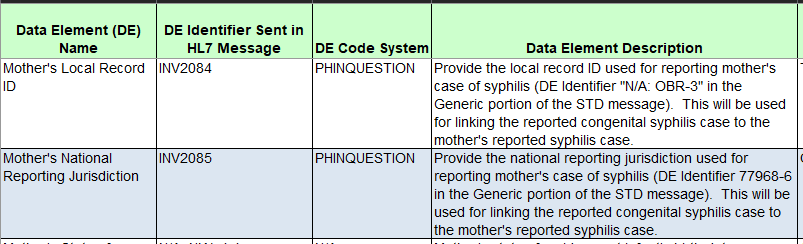 Data Element (DE) Name
DE Identifier Sent in HL7 Message
DE Code System
Data Element Description
Mother's Local Record ID
INV2084
PHINQUESTION
Provide the local record ID used for reporting mother's
case of syphilis (DE Identifier "N/A: OBR-3" in the
Generic portion of the STD message).  This will be used
for linking the reported congenital syphilis case to the
mother's reported syphilis case.
Mother's National Reporting Jurisdiction
INV2085
PHINQUESTION
Provide the national reporting jurisdiction used for
reporting mother's case of syphilis (DE Identifier 77968-6
in the Generic portion of the STD message).  This will be
used for linking the reported congenital syphilis case to
the mother's reported syphilis case.